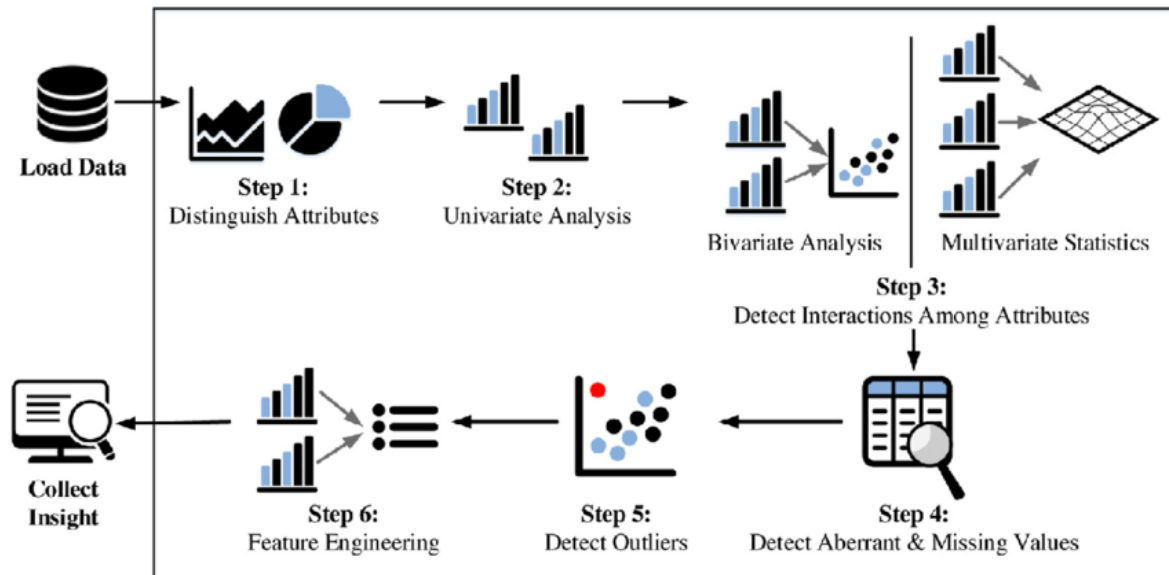 Load Data
Step 1:
Distinguish Attributes
Step 2:
Univariate Analysis
Bivariate Analysis
Multivariate Statistics
Step 3:
Detect Interactions Among Attributes
Step 4:
Detect Aberrant & Missing Values
Step 5:
Detect Outliers
Step 6:
Feature Engineering
Collect
Insight